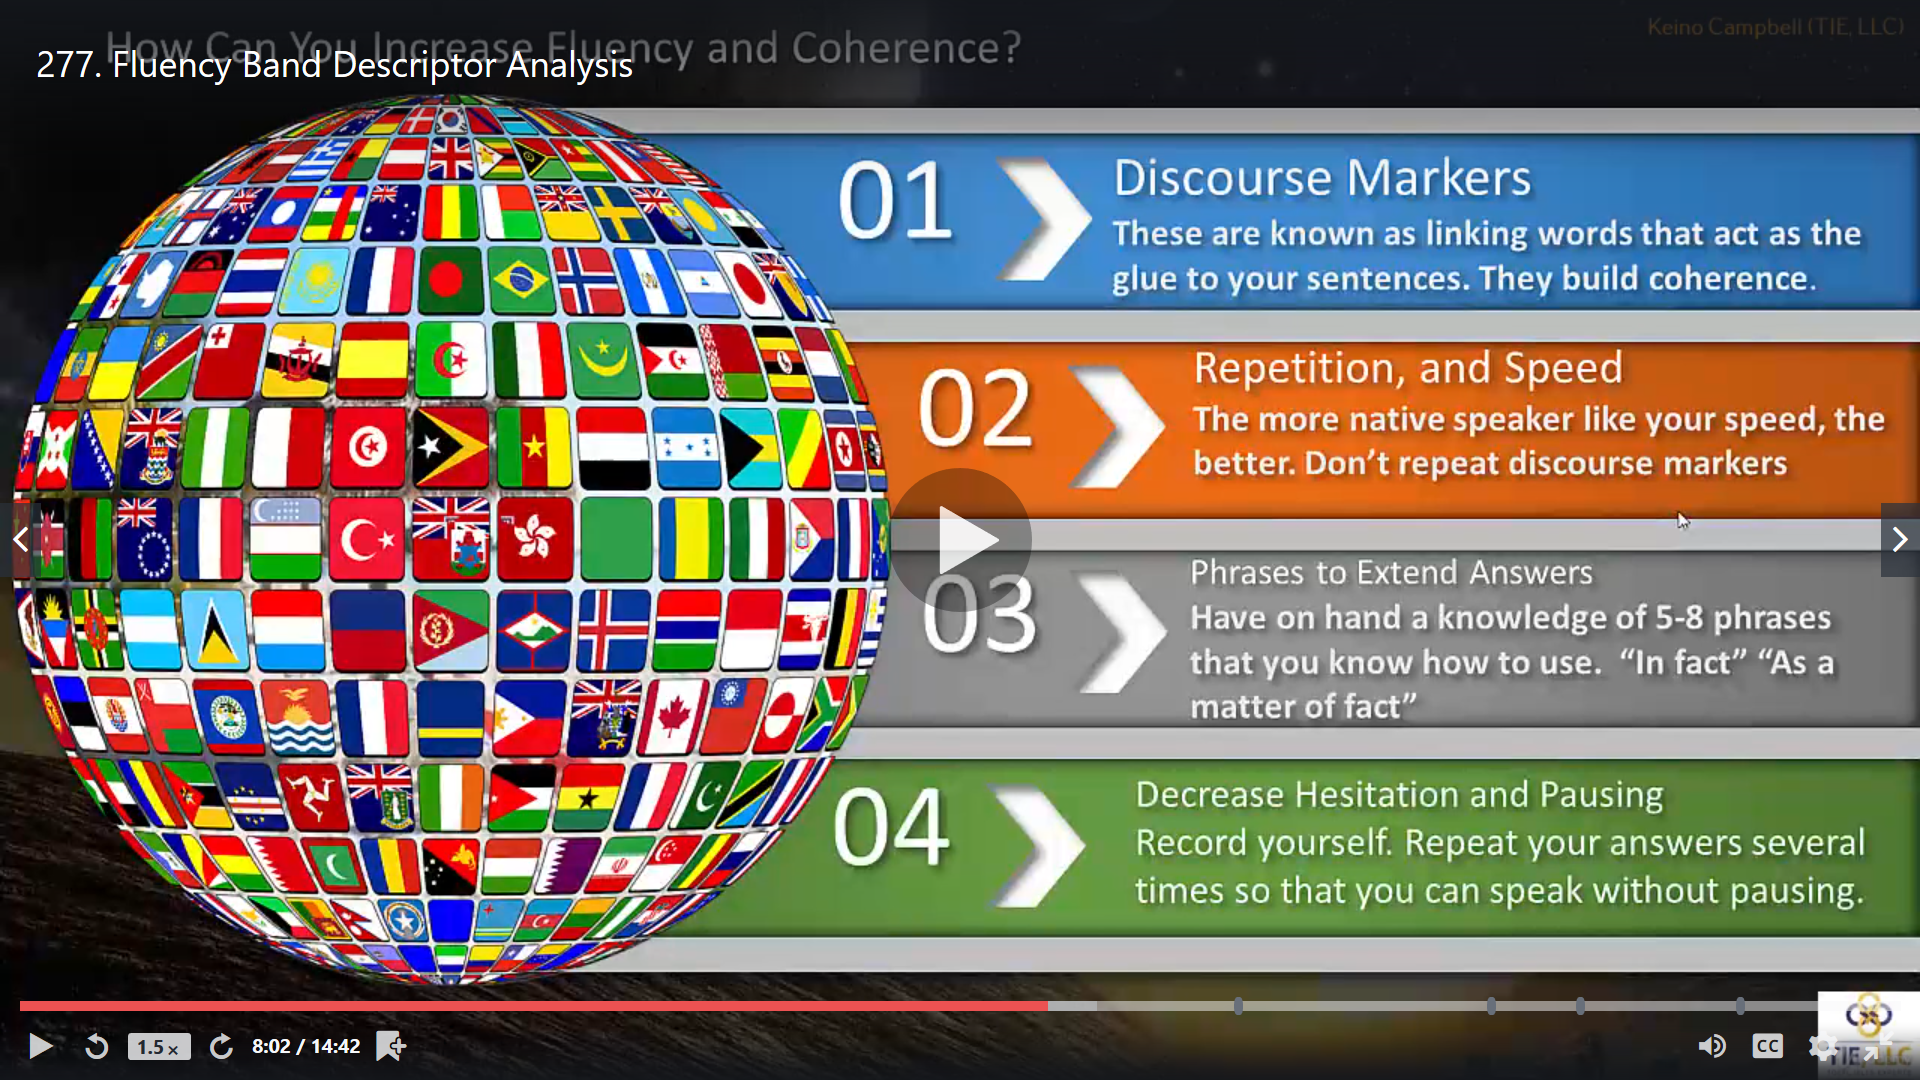 Keino Campbell (TIE, LLC)
How Can You Increase Fluency and Coherence?
277. Fluency Band Descriptor Analysis
01
Discourse Markers
These are known as linking words that act as the
glue to your sentences. They build coherence.
02
Repetition, and Speed
The more native speaker like your speed, the
better. Don’t repeat discourse markers
03
Phrases to Extend Answers
Have on hand a knowledge of 5-8 phrases
that you know how to use. “In fact” “As a
matter of fact”
04
Decrease Hesitation and Pausing
Record yourself. Repeat your answers several
times so that you can speak without pausing.
1.5 x
8:02 / 14:42
CC
TIE, LLC